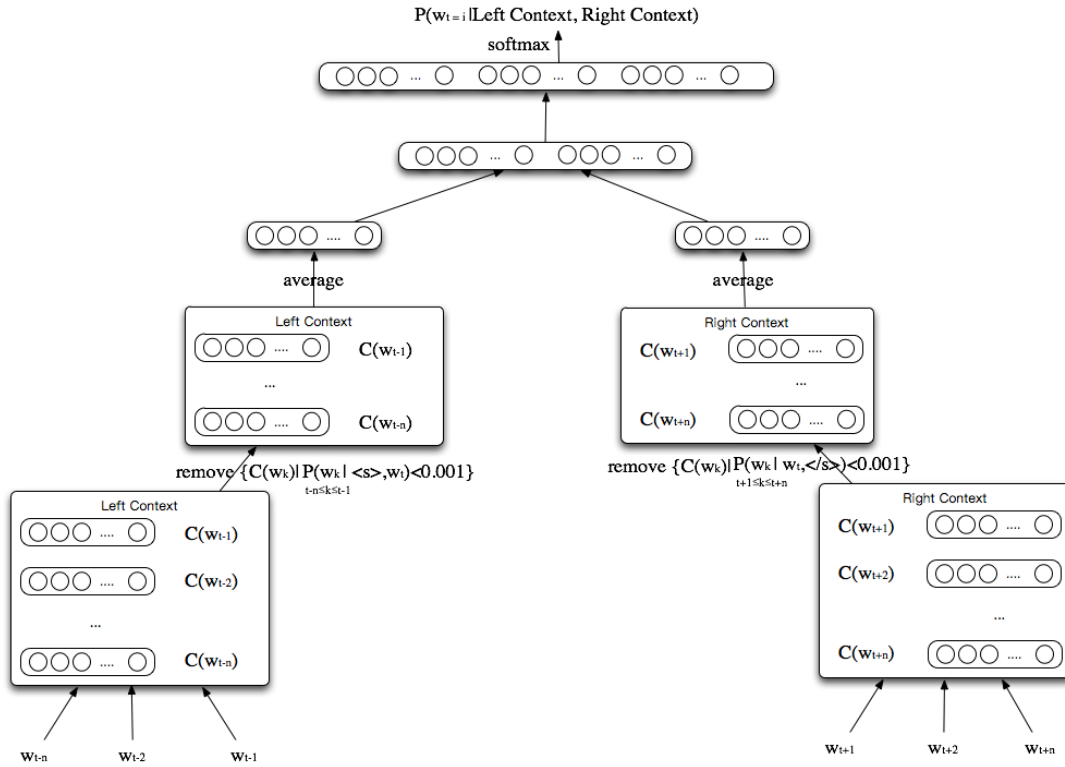 P(wt = i |Left Context, Right Context)
softmax
... ... ...
... ...
.... ....
average average
Left Context Right Context
.... C(wt-1) C(wt+1) ....
... ...
.... C(wt-n) C(wt+n) ....
remove {C(wk)| P(wk | <s>,wt)<0.001} remove {C(wk)| P(wk | wt,</s>)<0.001}
t-n≤k≤t-1 t+1≤k≤t+n
Left Context Right Context
.... C(wt-1) C(wt+1) ....
.... C(wt-2) C(wt+2) ....
... ...
.... C(wt-n) C(wt+n) ....
wt-n wt-2 wt-1 wt+1 wt+2 wt+n